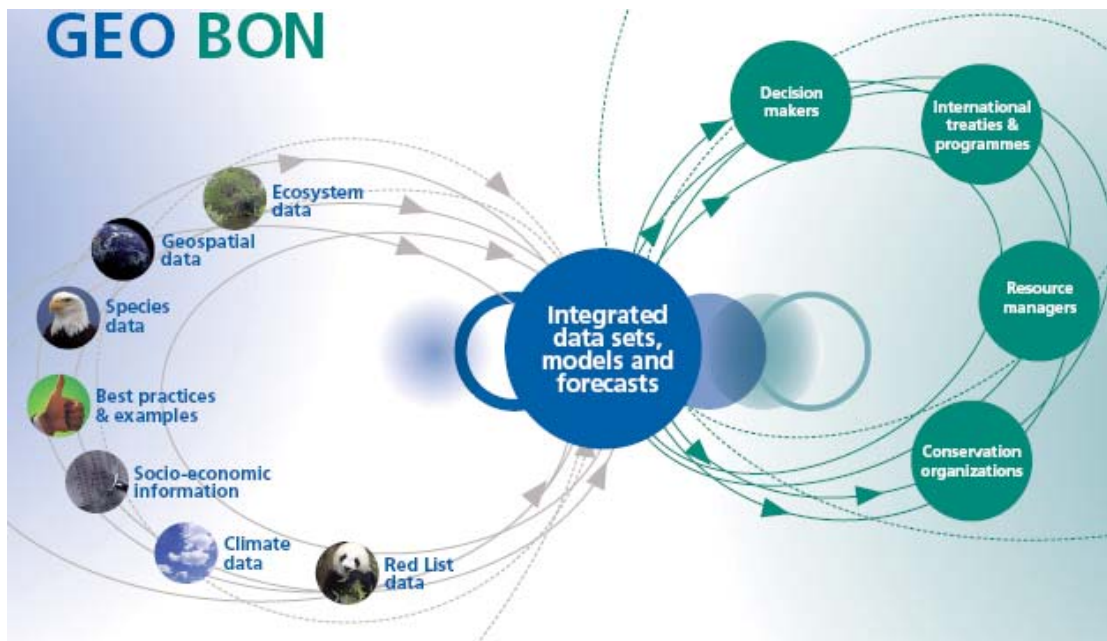 GEO BON
Ecosystem
data
Geospatial
data
Species
data
Best practices
& examples
Socio-economic
information
Climate
data
Red List
data
Integrated
data sets,
models and
forecasts
Decision
makers
International
treaties &
programmes
Resource
managers
Conservation
organizations